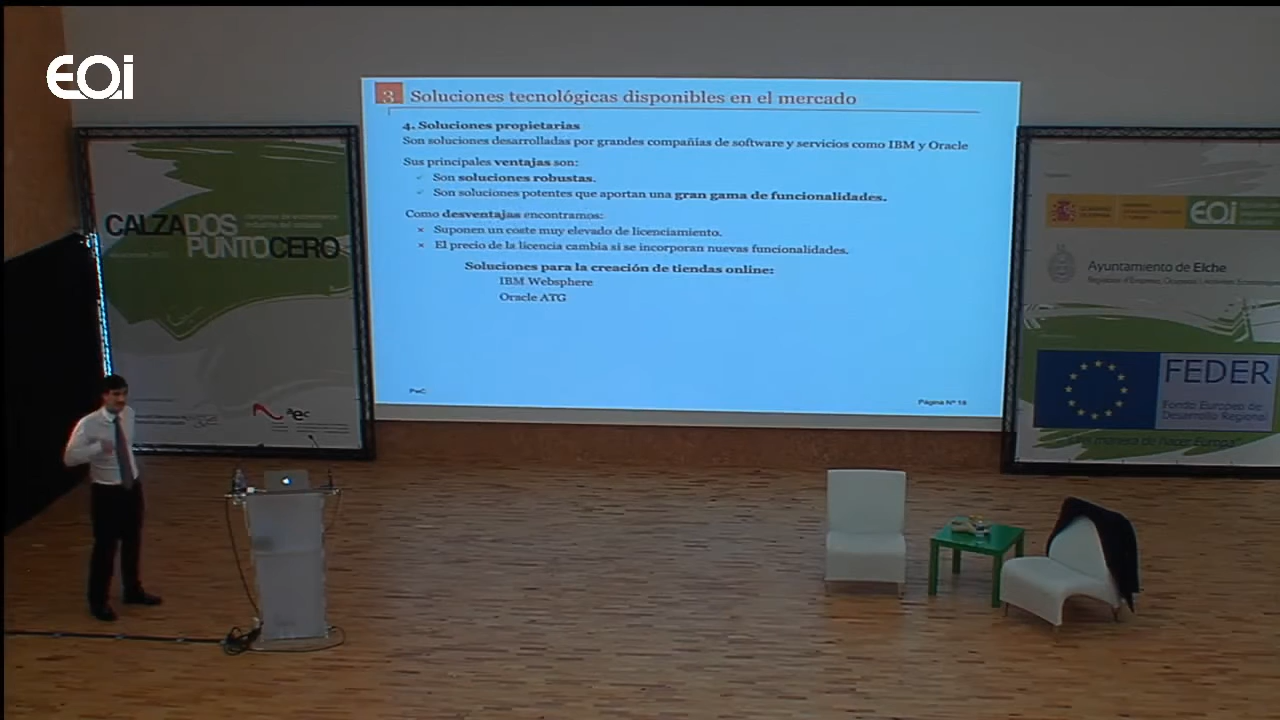 EOi
3 Soluciones tecnológicas disponibles en el mercado
4. Soluciones propietarias
Son soluciones desarrolladas por grandes compañías de software y servicios como IBM y Oracle
Sus principales ventajas son:
Son soluciones robustas.
Son soluciones potentes que aportan una gran gama de funcionalidades.
Como desventajas encontramos:
× Suponen un coste muy elevado de licenciamiento.
× El precio de la licencia cambia si se incorporan nuevas funcionalidades.
Soluciones para la creación de tiendas online:
IBM Websphere
Oracle ATG
PwC
Página Nº 18
CALZADOS
PUNTOCERO
aec
EOi
Ayuntamiento de Elche
FEDER
Fondo Europeo de
Desarrollo Regional
manera de hacer Europa"